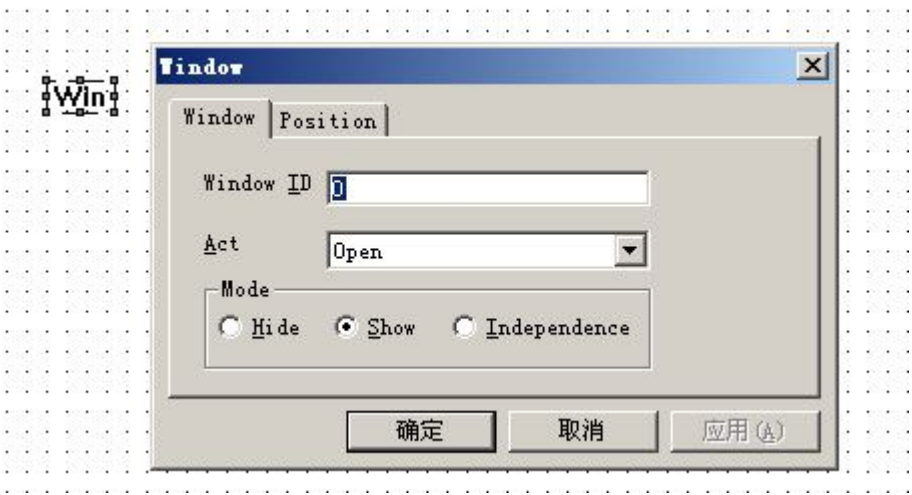 Win
Window
Window Position
Window ID 0
Act Open
Mode
Hide Show Independence
确定 取消 应用(A)